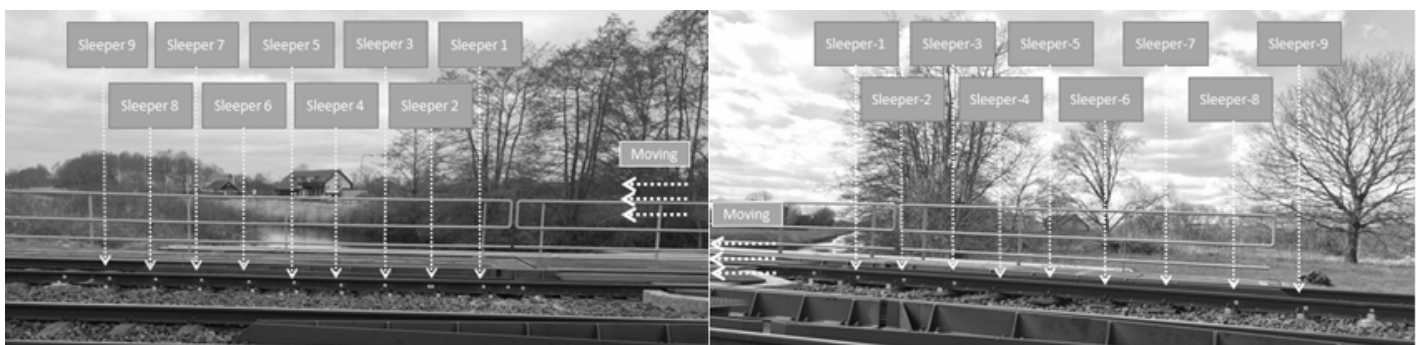 Sleeper 9
Sleeper 7
Sleeper 5
Sleeper 3
Sleeper 1
Sleeper 8
Sleeper 6
Sleeper 4
Sleeper 2
Moving
Sleeper-1
Sleeper-3
Sleeper-5
Sleeper-7
Sleeper-9
Sleeper-2
Sleeper-4
Sleeper-6
Sleeper-8
Moving